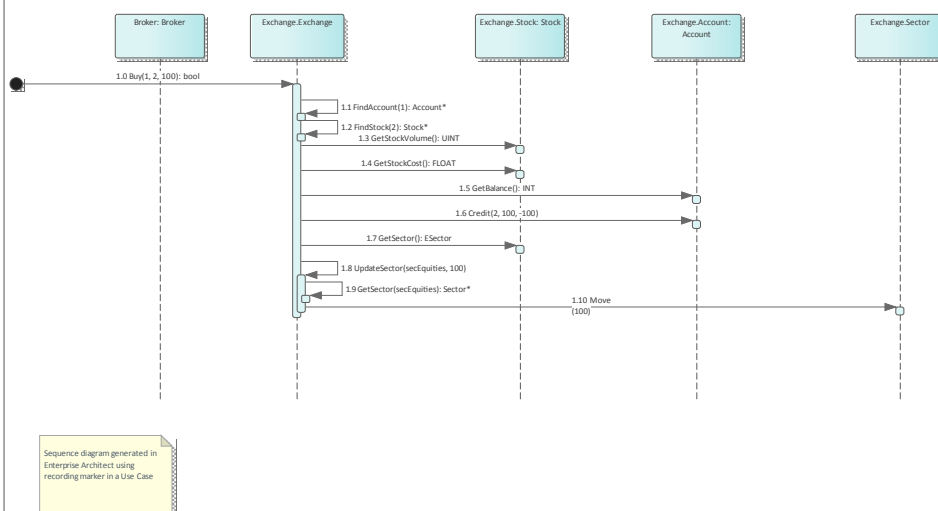 Broker: Broker
Exchange.Exchange
Exchange.Stock: Stock
Exchange.Account:
Account
Exchange.Sector
1.0 Buy(1, 2, 100): bool
1.1 FindAccount(1): Account*
1.2 FindStock(2): Stock*
1.3 GetStockVolume(): UINT
1.4 GetStockCost(): FLOAT
1.5 GetBalance(): INT
1.6 Credit(2, 100, -100)
1.7 GetSector(): ESector
1.8 UpdateSector(secEquities, 100)
1.9 GetSector(secEquities): Sector*
1.10 Move
(100)
Sequence diagram generated in
Enterprise Architect using
recording marker in a Use Case